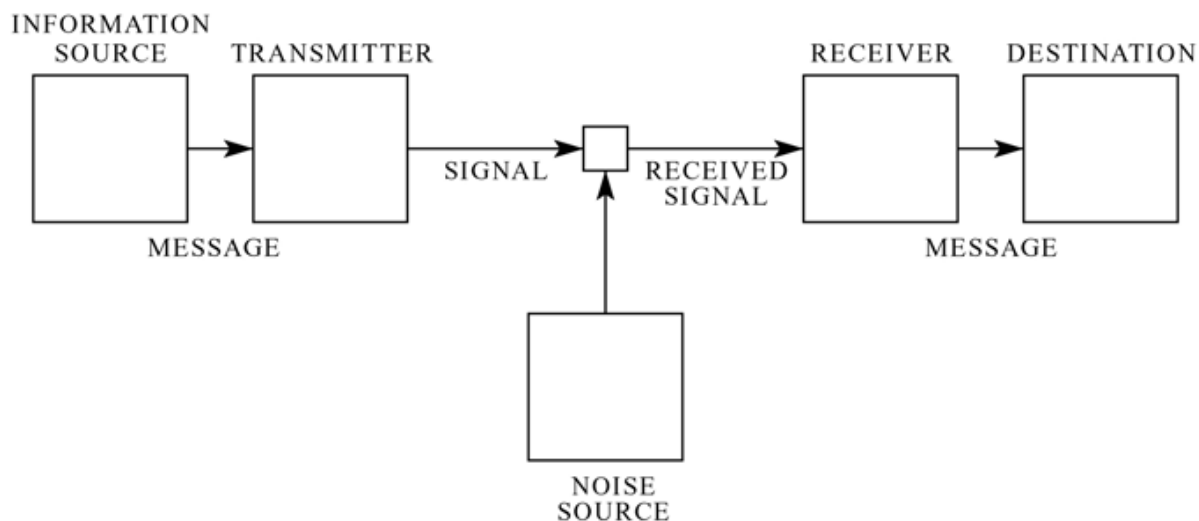 INFORMATION
SOURCE
TRANSMITTER
RECEIVER
DESTINATION
SIGNAL
RECEIVED
SIGNAL
MESSAGE
MESSAGE
NOISE
SOURCE